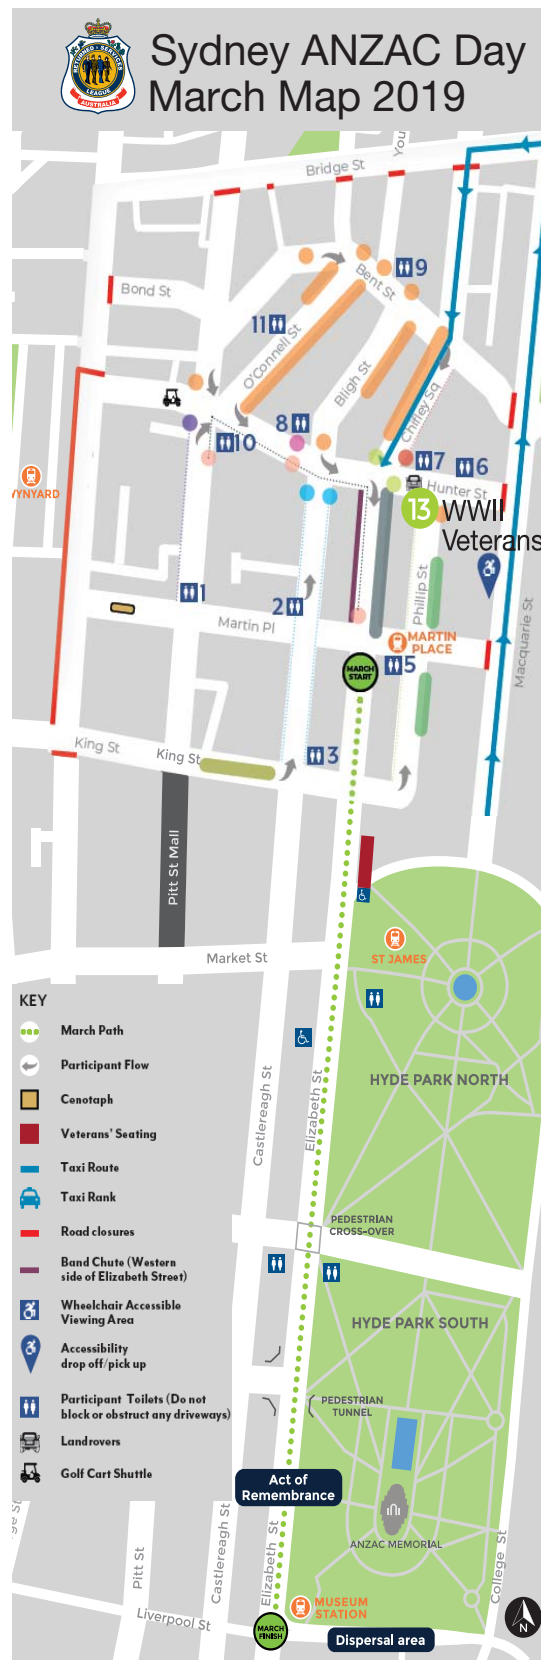 RETURNED · SERVICES
LEAGUE
AUSTRALIA
Sydney ANZAC Day
March Map 2019
Bridge St
Bond St
Bent St
9
11
O'Connell St
Bligh St
Chifley Sq
8
10
7
6
Hunter St
13 WWII
Veterans
WYNYARD
1
2
Phillip St
Martin Pl
MARTIN
PLACE
Macquarie St
MARCH
START
5
King St
King St
3
Pitt St Mall
Market St
ST JAMES
KEY
March Path
Participant Flow
Cenotaph
Veterans' Seating
Taxi Route
Taxi Rank
Road closures
Band Chute (Western
side of Elizabeth Street)
Wheelchair Accessible
Viewing Area
Accessibility
drop off/pick up
Participant Toilets (Do not
block or obstruct any driveways)
Landrovers
Golf Cart Shuttle
Castlereagh St
Elizabeth St
HYDE PARK NORTH
PEDESTRIAN
CROSS-OVER
HYDE PARK SOUTH
PEDESTRIAN
TUNNEL
Act of
Remembrance
ANZAC MEMORIAL
Pitt St
Castlereagh St
Elizabeth St
College St
Liverpool St
MUSEUM
STATION
MARCH
FINISH
Dispersal area
N